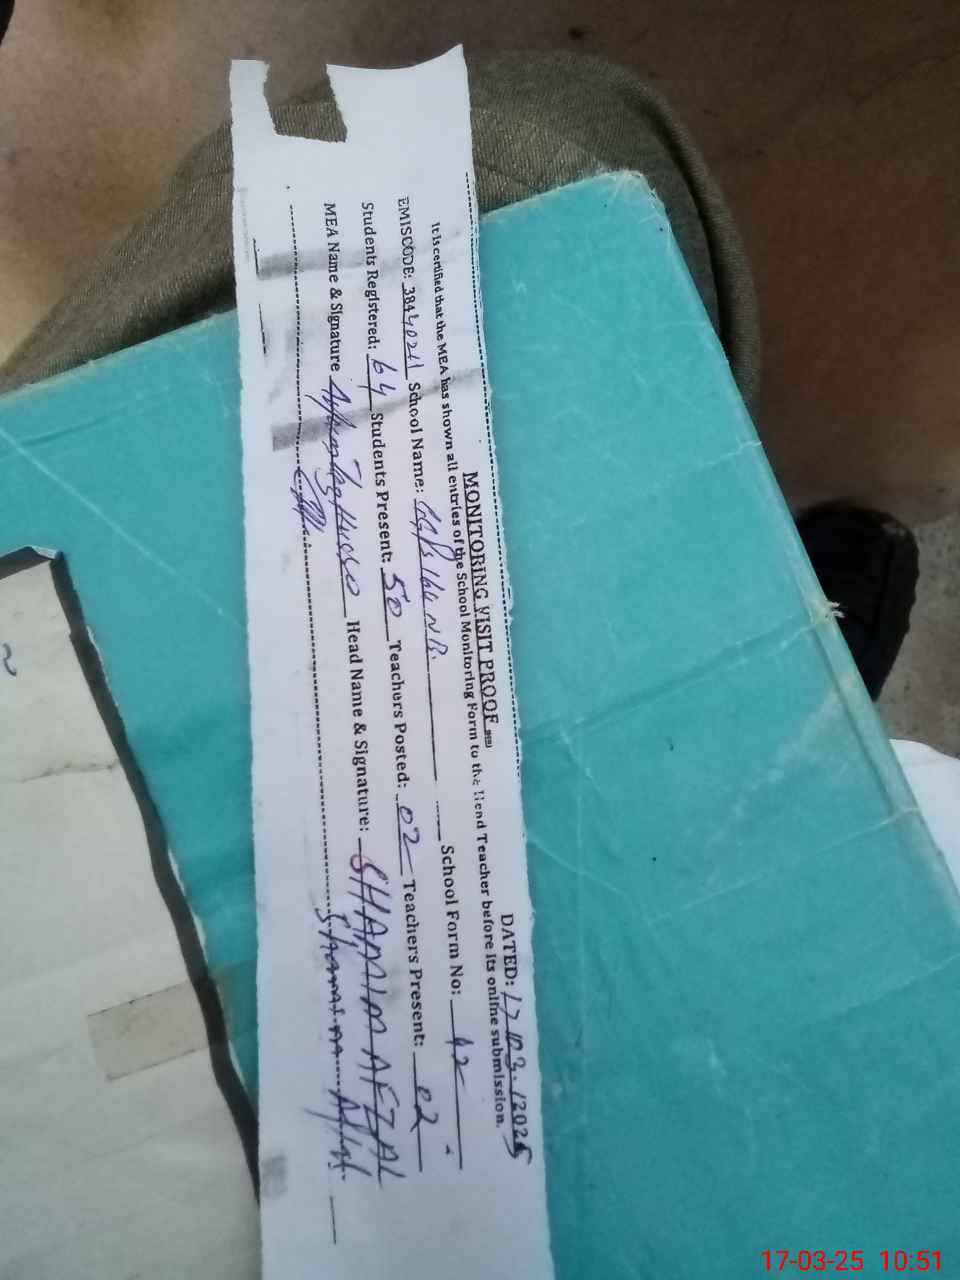 MONITORING VISIT PROOF
DATED: 17/03/2025
It is certified that the MEA has shown all entries of the School Monitoring Form to the Head Teacher before its online submission.
EMISCODE: School Name: School Form No: 42
Students Registered: 64 Students Present: 50 Teachers Posted: 02 Teachers Present: 02
MEA Name & Signature Head Name & Signature: SHAMIM AFZAL
17-03-25 10:51